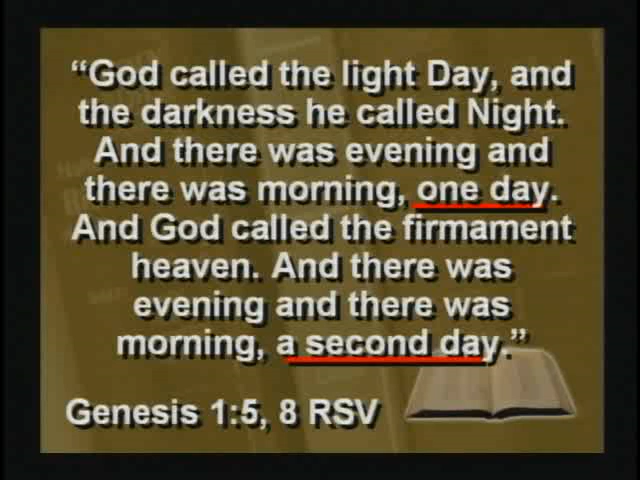 “God called the light Day, and
the darkness he called Night.
And there was evening and
there was morning, one day.
And God called the firmament
heaven. And there was
evening and there was
morning, a second day.”
Genesis 1:5, 8 RSV